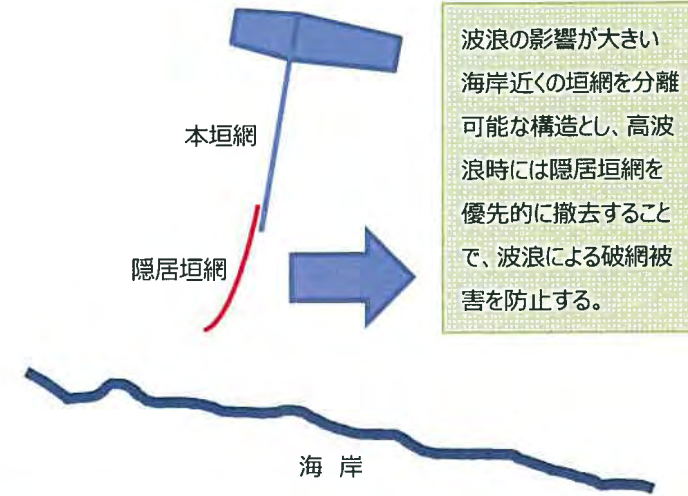 本垣網
隠居垣網
波浪の影響が大きい
海岸近くの垣網を分離
可能な構造とし、高波
浪時には隠居垣網を
優先的に撤去すること
で、波浪による破網被
害を防止する。
海 岸